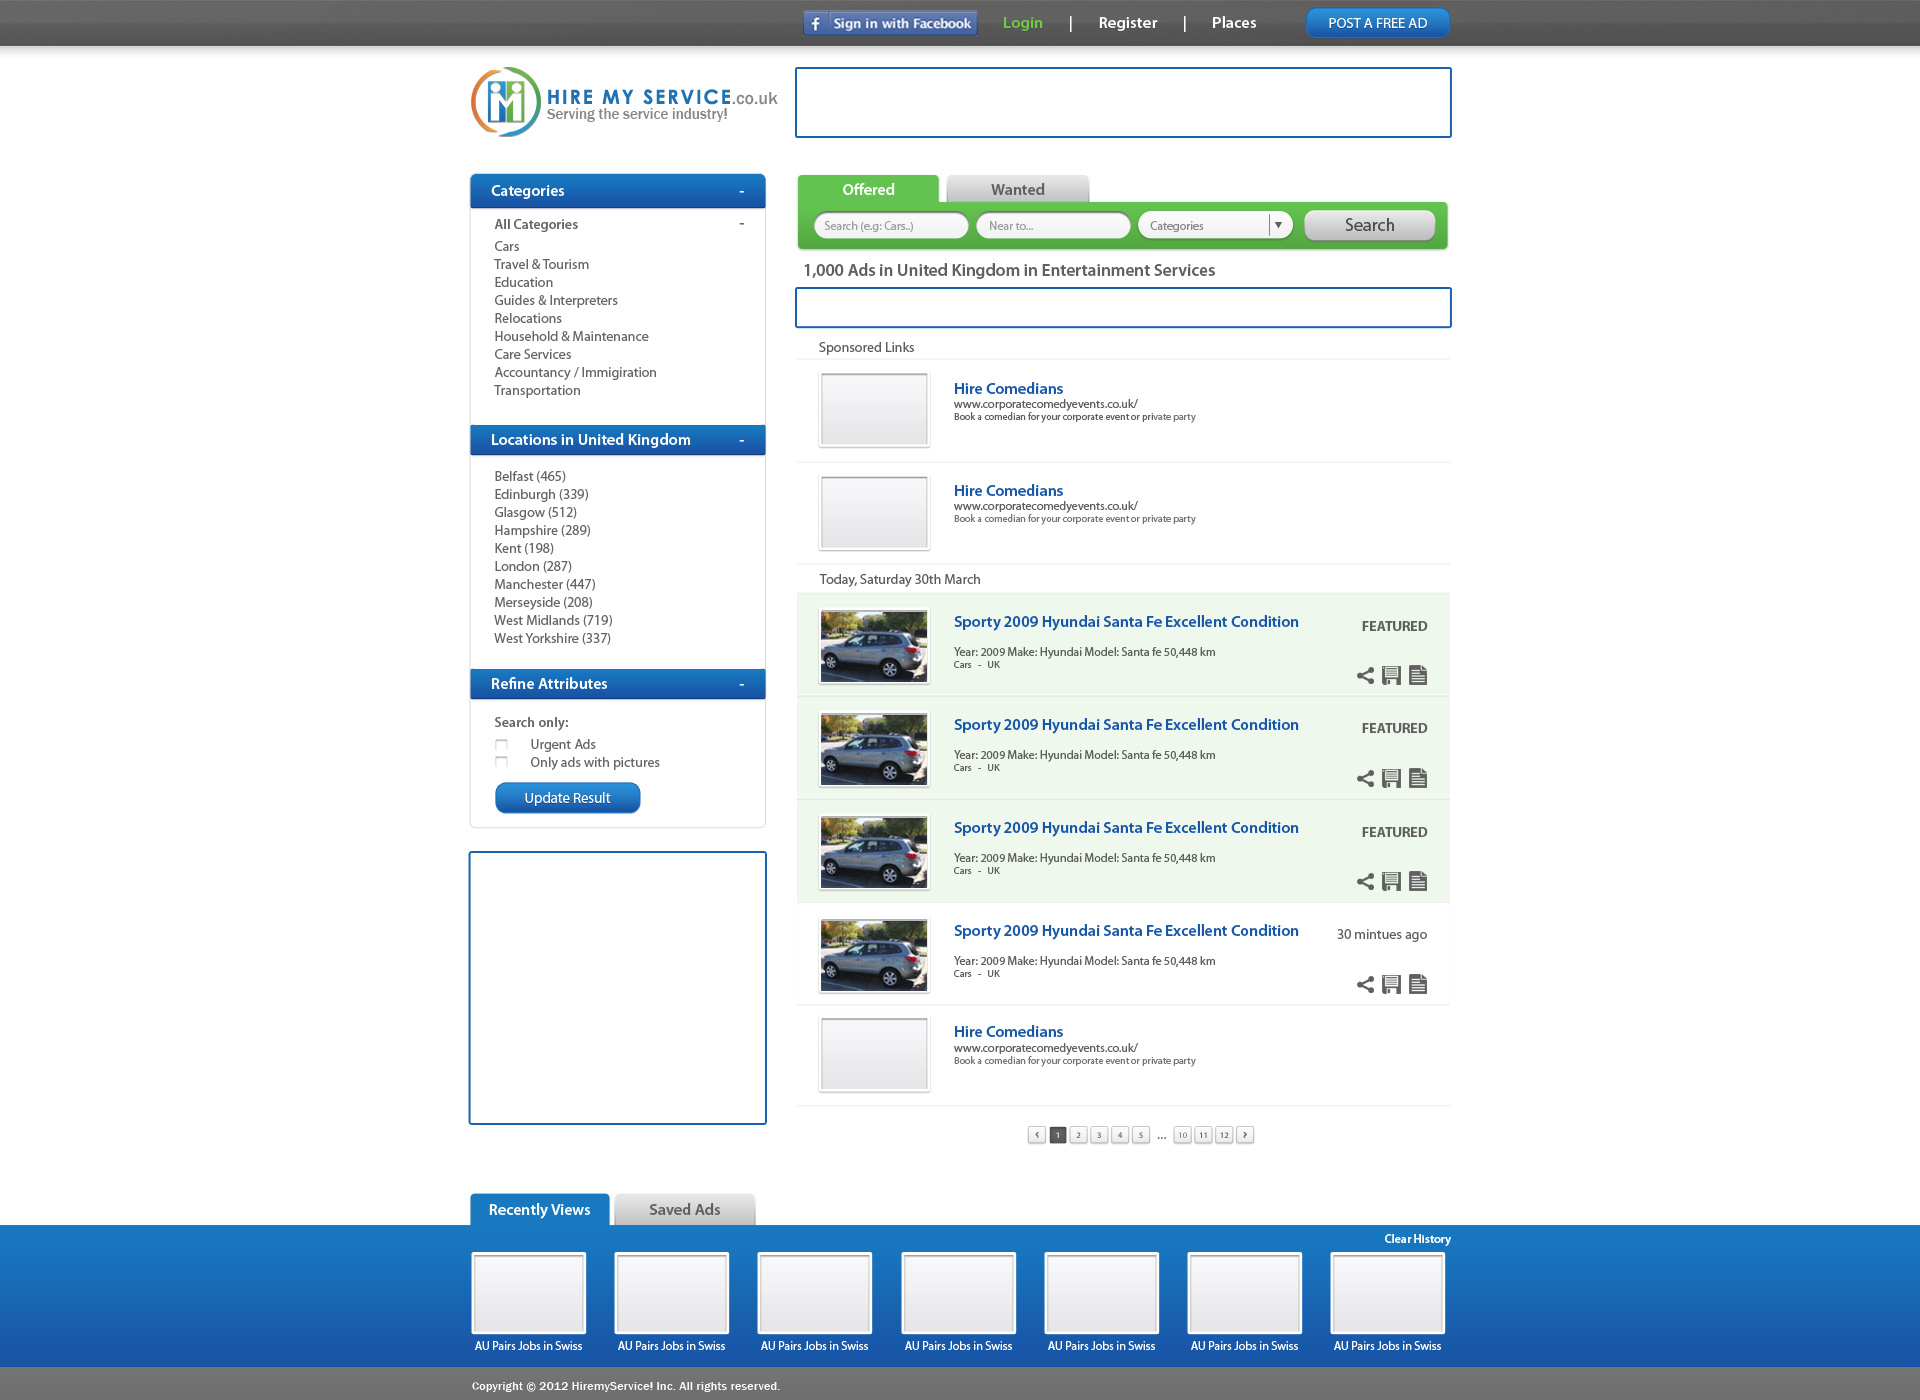 f Sign in with Facebook
Login | Register | Places
POST A FREE AD
HIRE MY SERVICE.co.uk
Serving the service industry!
Categories -
All Categories -
Cars
Travel & Tourism
Education
Guides & Interpreters
Relocations
Household & Maintenance
Care Services
Accountancy / Immigiration
Transportation
Locations in United Kingdom -
Belfast (465)
Edinburgh (339)
Glasgow (512)
Hampshire (289)
Kent (198)
London (287)
Manchester (447)
Merseyside (208)
West Midlands (719)
West Yorkshire (337)
Refine Attributes -
Search only:
Urgent Ads
Only ads with pictures
Update Result
Offered
Wanted
Search (e.g: Cars..)
Near to...
Categories
Search
1,000 Ads in United Kingdom in Entertainment Services
Sponsored Links
Hire Comedians
www.corporatecomedyevents.co.uk/
Book a comedian for your corporate event or private party
Hire Comedians
www.corporatecomedyevents.co.uk/
Book a comedian for your corporate event or private party
Today, Saturday 30th March
Sporty 2009 Hyundai Santa Fe Excellent Condition
FEATURED
Year: 2009 Make: Hyundai Model: Santa fe 50,448 km
Cars - UK
Sporty 2009 Hyundai Santa Fe Excellent Condition
FEATURED
Year: 2009 Make: Hyundai Model: Santa fe 50,448 km
Cars - UK
Sporty 2009 Hyundai Santa Fe Excellent Condition
FEATURED
Year: 2009 Make: Hyundai Model: Santa fe 50,448 km
Cars - UK
Sporty 2009 Hyundai Santa Fe Excellent Condition
30 mintues ago
Year: 2009 Make: Hyundai Model: Santa fe 50,448 km
Cars - UK
Hire Comedians
www.corporatecomedyevents.co.uk/
Book a comedian for your corporate event or private party
‹ 1 2 3 4 5 ... 10 11 12 ›
Recently Views
Saved Ads
Clear History
AU Pairs Jobs in Swiss
AU Pairs Jobs in Swiss
AU Pairs Jobs in Swiss
AU Pairs Jobs in Swiss
AU Pairs Jobs in Swiss
AU Pairs Jobs in Swiss
AU Pairs Jobs in Swiss
Copyright © 2012 HiremyService! Inc. All rights reserved.